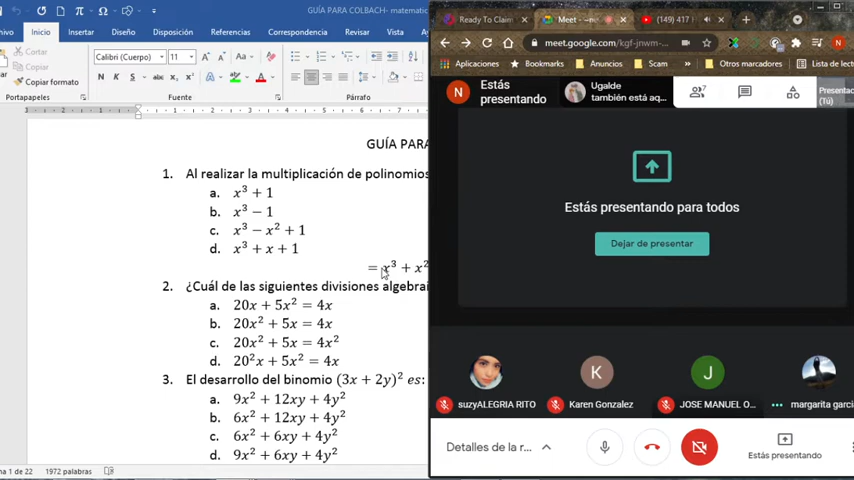 GUÍA PARA COLBACH- matematic
Inicio Insertar Diseño Disposición Referencias Correspondencia Revisar
Cortar
Copiar
Copiar formato
Portapapeles
Calibri (Cuerpo) 11
Fuente
GUÍA PARA
1. Al realizar la multiplicación de polinomios
a. x³ + 1
b. x³ − 1
c. x³ − x² + 1
d. x³ + x + 1
= x³ + x²
2. ¿Cuál de las siguientes divisiones algebrai
a. 20x + 5x² = 4x
b. 20x² + 5x = 4x
c. 20x² + 5x = 4x²
d. 20²x + 5x² = 4x
3. El desarrollo del binomio (3x + 2y)² es:
a. 9x² + 12xy + 4y²
b. 6x² + 12xy + 4y²
c. 6x² + 6xy + 4y²
d. 9x² + 6xy + 4y²
na 1 de 22 1972 palabras
Ready To Claim
Meet -
(149) 417
meet.google.com/kgf-jnwm-
Aplicaciones Bookmarks Anuncios Scam Otros marcadores
N Estás presentando
Ugalde
también está aq...
7
Presentac
(Tú)
Estás presentando para todos
Dejar de presentar
suzyALEGRIA RITO
K
Karen Gonzalez
J
JOSE MANUEL O...
margarita garci
Detalles de la r...
Estás presentando